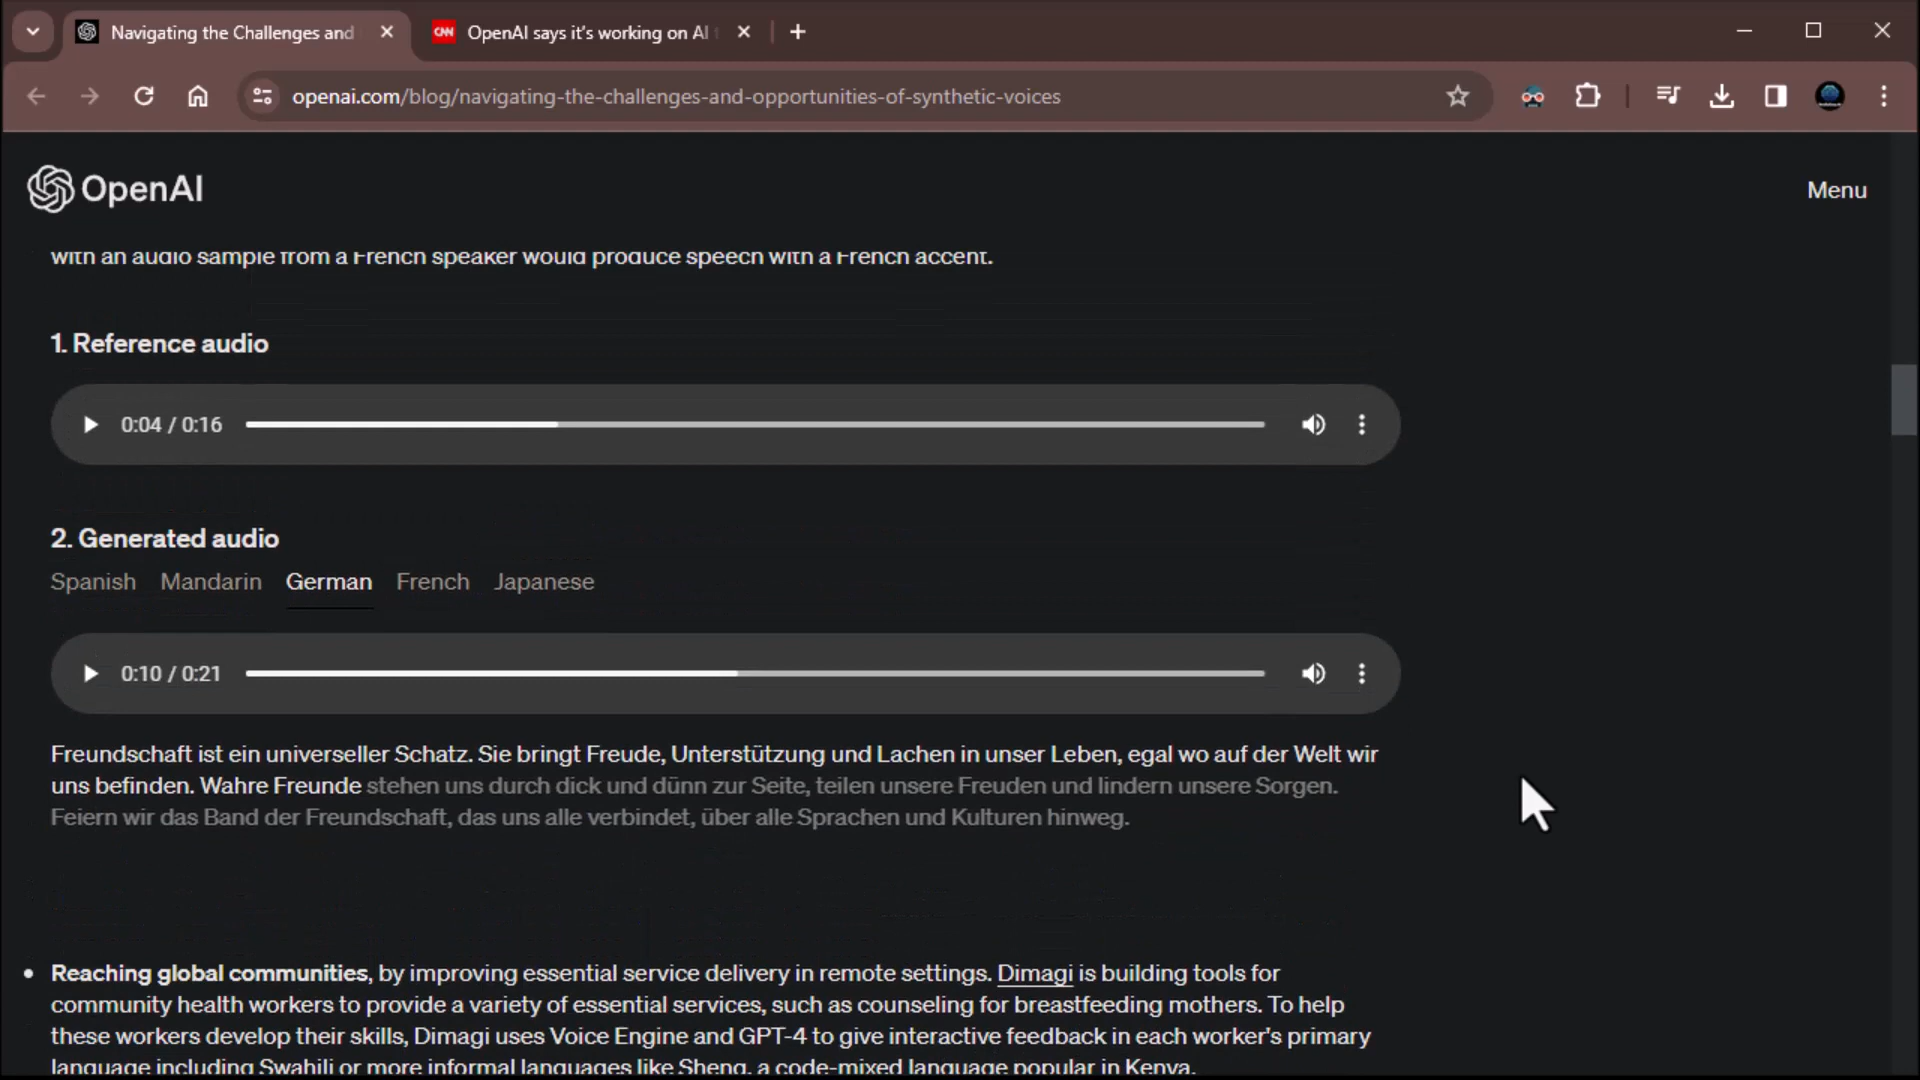 Navigating the Challenges and
CNN
OpenAI says it's working on AI
openai.com/blog/navigating-the-challenges-and-opportunities-of-synthetic-voices
OpenAI
Menu
with an audio sample from a French speaker would produce speech with a French accent.
1. Reference audio
0:04 / 0:16
2. Generated audio
Spanish Mandarin German French Japanese
0:10 / 0:21
Freundschaft ist ein universeller Schatz. Sie bringt Freude, Unterstützung und Lachen in unser Leben, egal wo auf der Welt wir
uns befinden. Wahre Freunde stehen uns durch dick und dünn zur Seite, teilen unsere Freuden und lindern unsere Sorgen.
Feiern wir das Band der Freundschaft, das uns alle verbindet, über alle Sprachen und Kulturen hinweg.
• Reaching global communities, by improving essential service delivery in remote settings. Dimagi is building tools for
community health workers to provide a variety of essential services, such as counseling for breastfeeding mothers. To help
these workers develop their skills, Dimagi uses Voice Engine and GPT-4 to give interactive feedback in each worker's primary
language including Swahili or more informal languages like Sheng, a code-mixed language popular in Kenya.